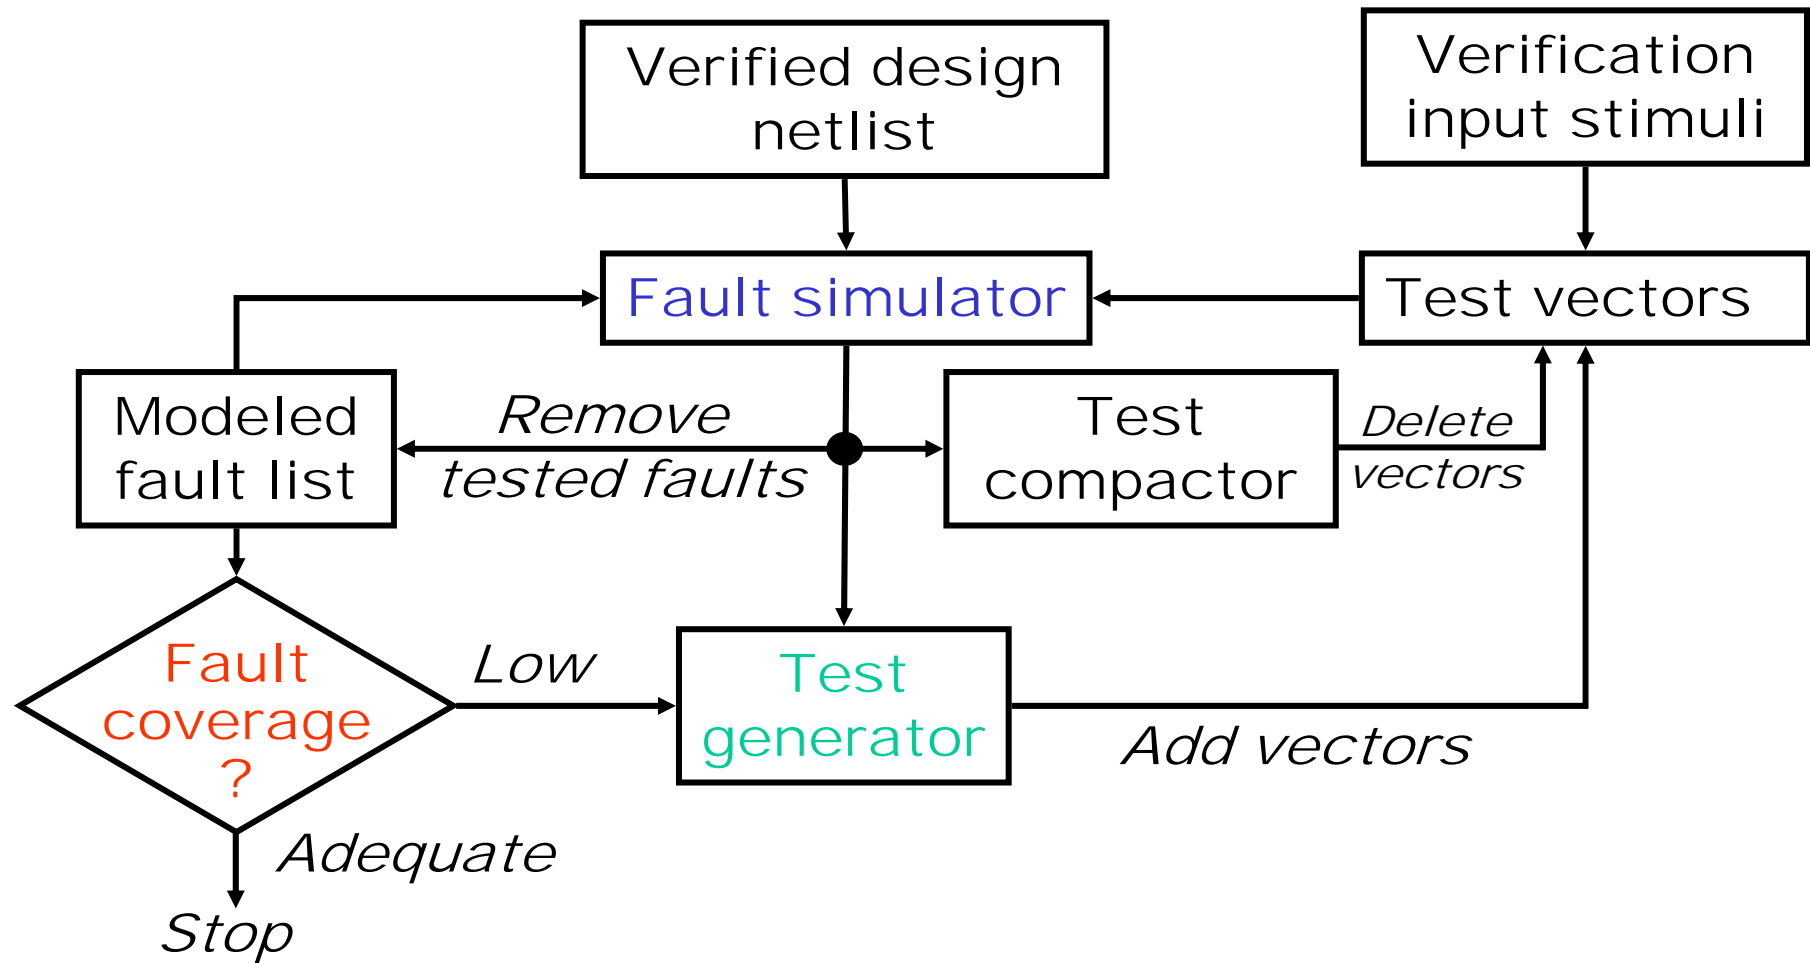 Verified design
netlist
Verification
input stimuli
Fault simulator
Test vectors
Modeled
fault list
Remove
tested faults
Test
compactor
Delete
vectors
Fault
coverage
?
Low
Test
generator
Add vectors
Adequate
Stop